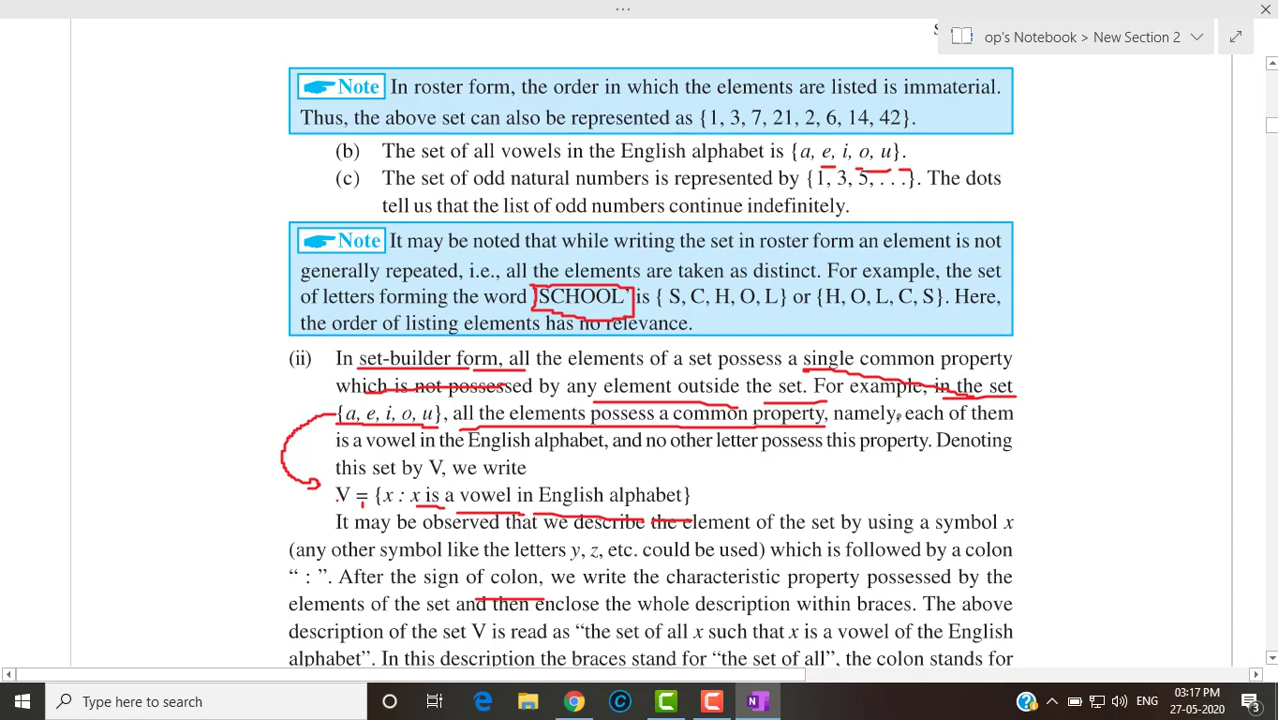 op's Notebook > New Section 2
Note In roster form, the order in which the elements are listed is immaterial.
Thus, the above set can also be represented as {1, 3, 7, 21, 2, 6, 14, 42}.
(b) The set of all vowels in the English alphabet is {a, e, i, o, u}.
(c) The set of odd natural numbers is represented by {1, 3, 5, . . .}. The dots
tell us that the list of odd numbers continue indefinitely.
Note It may be noted that while writing the set in roster form an element is not
generally repeated, i.e., all the elements are taken as distinct. For example, the set
of letters forming the word 'SCHOOL' is { S, C, H, O, L} or {H, O, L, C, S}. Here,
the order of listing elements has no relevance.
(ii) In set-builder form, all the elements of a set possess a single common property
which is not possessed by any element outside the set. For example, in the set
{a, e, i, o, u}, all the elements possess a common property, namely, each of them
is a vowel in the English alphabet, and no other letter possess this property. Denoting
this set by V, we write
V = {x : x is a vowel in English alphabet}
It may be observed that we describe the element of the set by using a symbol x
(any other symbol like the letters y, z, etc. could be used) which is followed by a colon
“ : ”. After the sign of colon, we write the characteristic property possessed by the
elements of the set and then enclose the whole description within braces. The above
description of the set V is read as “the set of all x such that x is a vowel of the English
alphabet”. In this description the braces stand for “the set of all”, the colon stands for
Type here to search
ENG
03:17 PM
27-05-2020
3